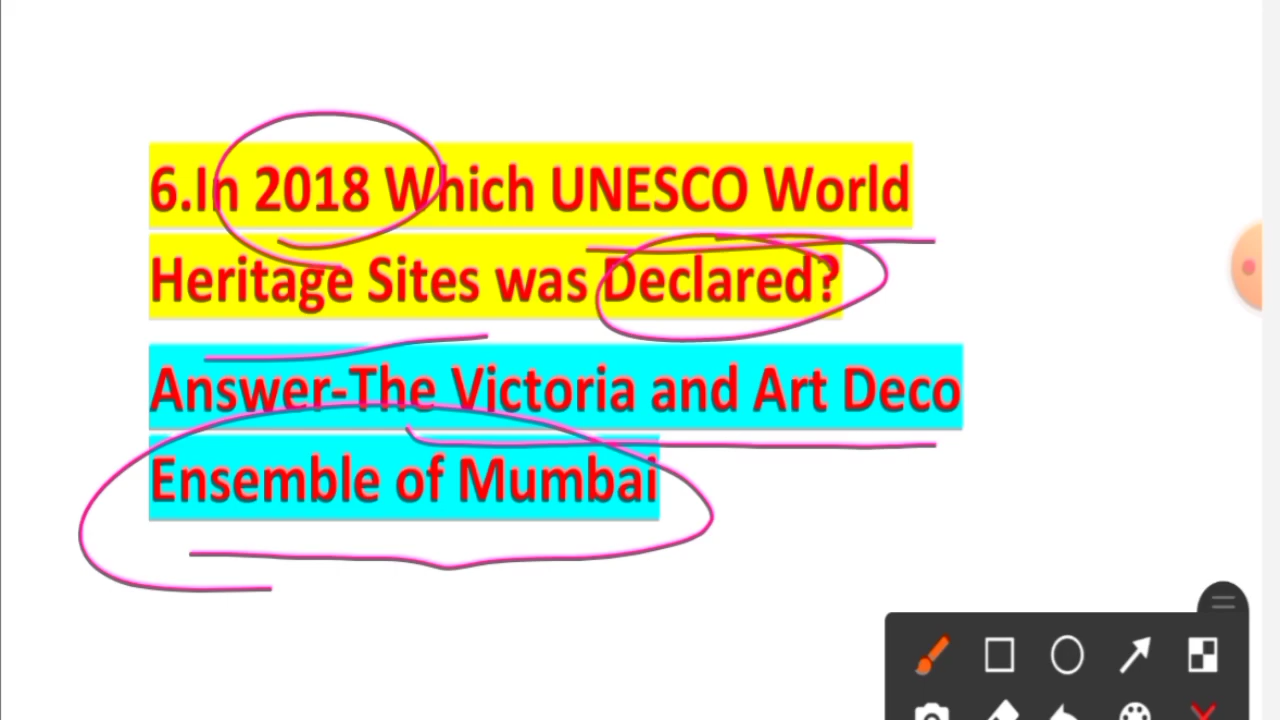 6.In 2018 Which UNESCO World
Heritage Sites was Declared?
Answer-The Victoria and Art Deco
Ensemble of Mumbai